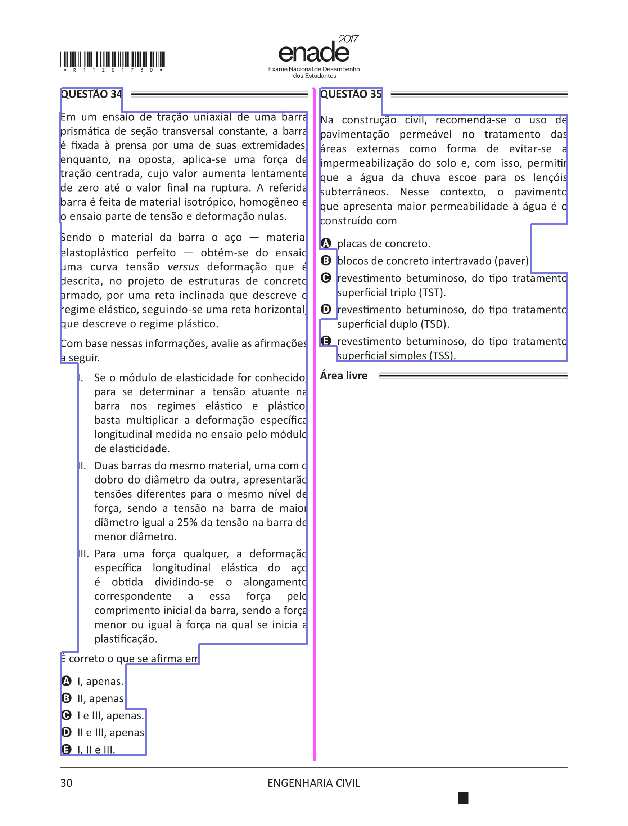 *R1120173D*
2017
enade
Exame Nacional de Desempenho
dos Estudantes
QUESTÃO 34
Em um ensaio de tração uniaxial de uma barra
prismática de seção transversal constante, a barra
é fixada à prensa por uma de suas extremidades
enquanto, na oposta, aplica-se uma força de
tração centrada, cujo valor aumenta lentamente
de zero até o valor final na ruptura. A referida
barra é feita de material isotrópico, homogêneo e
o ensaio parte de tensão e deformação nulas.
Sendo o material da barra o aço — material
elastoplástico perfeito — obtém-se do ensaio
uma curva tensão versus deformação que é
descrita, no projeto de estruturas de concreto
armado, por uma reta inclinada que descreve o
regime elástico, seguindo-se uma reta horizontal,
que descreve o regime plástico.
Com base nessas informações, avalie as afirmações
a seguir.
I. Se o módulo de elasticidade for conhecido,
para se determinar a tensão atuante na
barra nos regimes elástico e plástico,
basta multiplicar a deformação específica
longitudinal medida no ensaio pelo módulo
de elasticidade.
II. Duas barras do mesmo material, uma com o
dobro do diâmetro da outra, apresentarão
tensões diferentes para o mesmo nível de
força, sendo a tensão na barra de maior
diâmetro igual a 25% da tensão na barra de
menor diâmetro.
III. Para uma força qualquer, a deformação
específica longitudinal elástica do aço
é obtida dividindo-se o alongamento
correspondente a essa força pelo
comprimento inicial da barra, sendo a força
menor ou igual à força na qual se inicia a
plastificação.
É correto o que se afirma em
A I, apenas.
B II, apenas.
C I e III, apenas.
D II e III, apenas.
E I, II e III.
QUESTÃO 35
Na construção civil, recomenda-se o uso de
pavimentação permeável no tratamento das
áreas externas como forma de evitar-se a
impermeabilização do solo e, com isso, permitir
que a água da chuva escoe para os lençóis
subterrâneos. Nesse contexto, o pavimento
que apresenta maior permeabilidade à água é o
construído com
A placas de concreto.
B blocos de concreto intertravado (paver).
C revestimento betuminoso, do tipo tratamento
superficial triplo (TST).
D revestimento betuminoso, do tipo tratamento
superficial duplo (TSD).
E revestimento betuminoso, do tipo tratamento
superficial simples (TSS).
Área livre
30
ENGENHARIA CIVIL